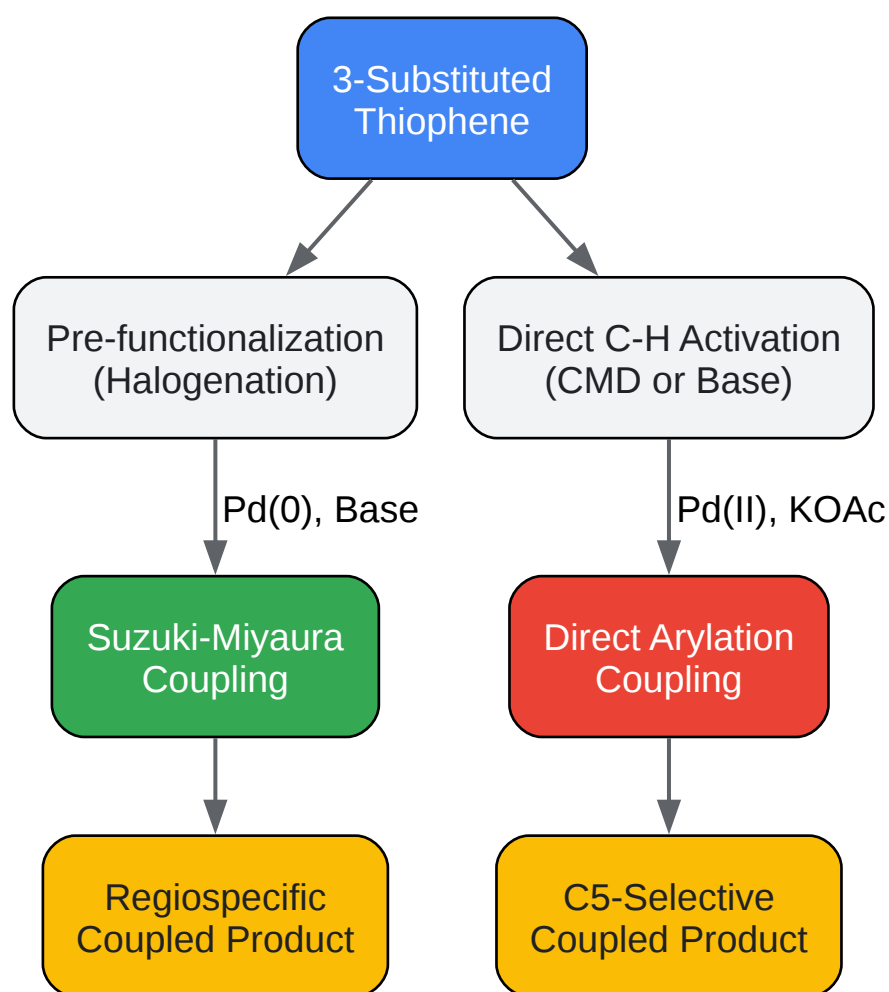 3-Substituted
Thiophene
Pre-functionalization
(Halogenation)
Direct C-H Activation
(CMD or Base)
Pd(0), Base
Pd(II), KOAc
Suzuki-Miyaura
Coupling
Direct Arylation
Coupling
Regiospecific
Coupled Product
C5-Selective
Coupled Product